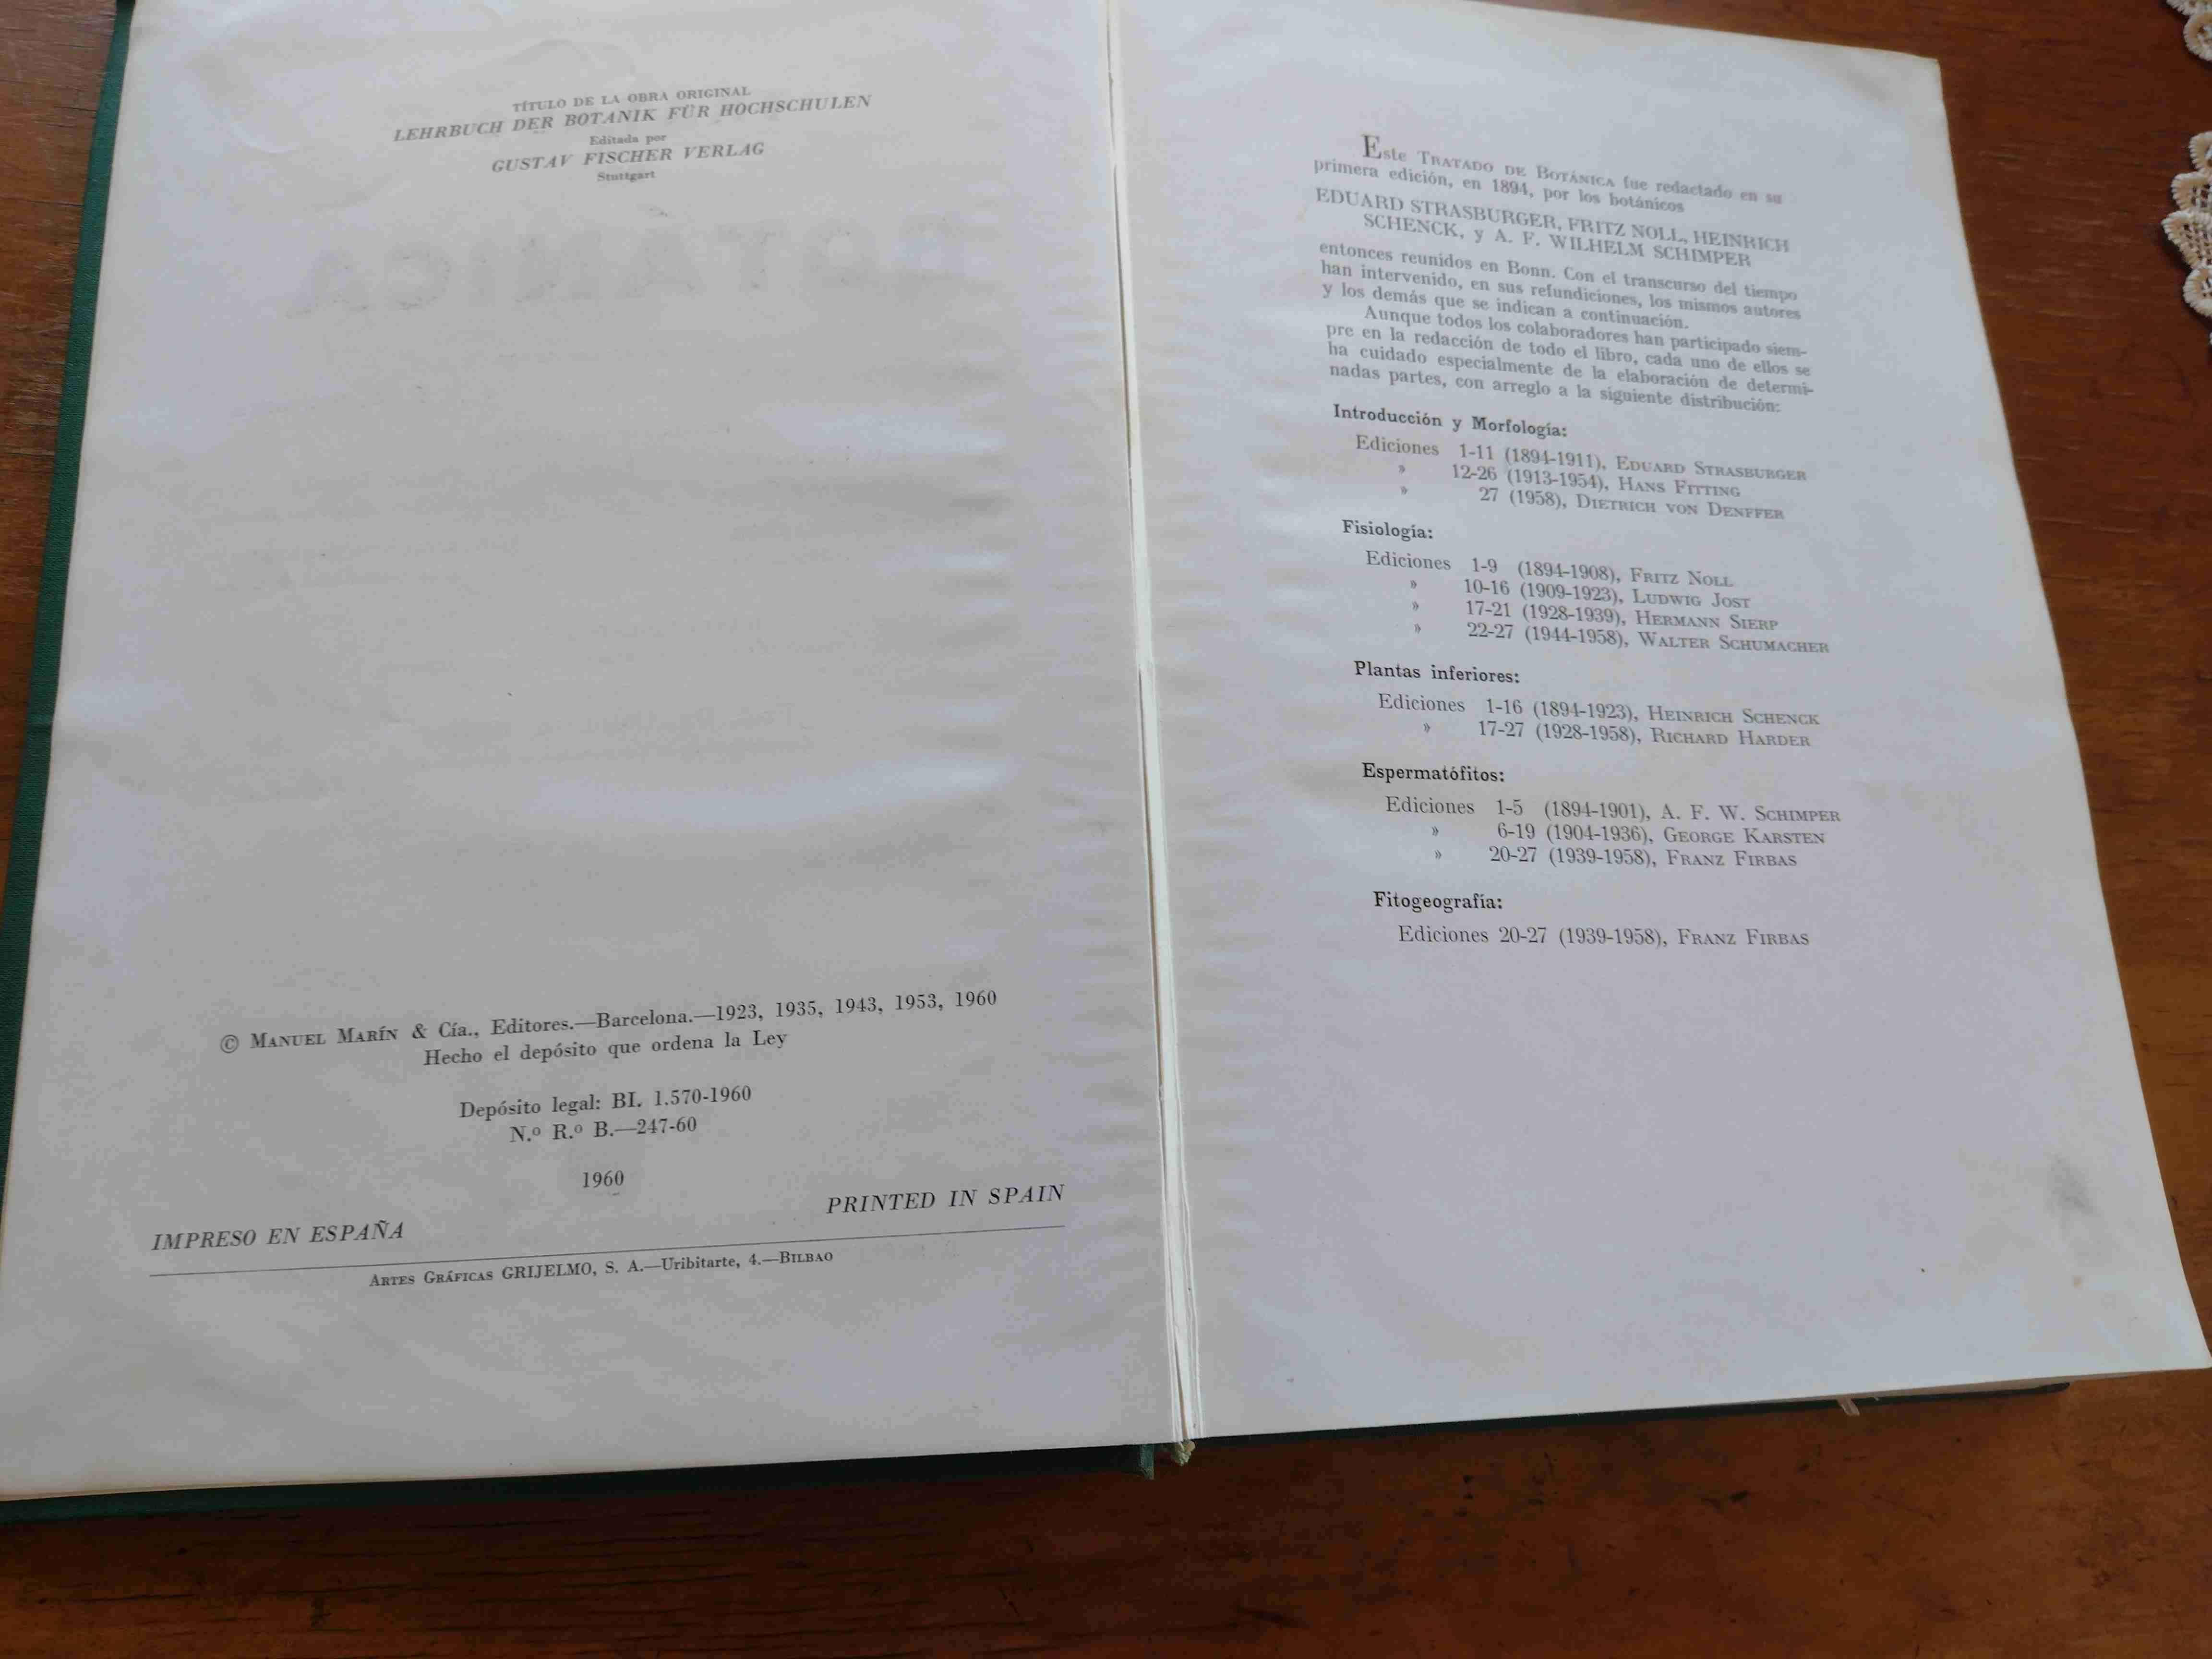 TÍTULO DE LA OBRA ORIGINAL
LEHRBUCH DER BOTANIK FÜR HOCHSCHULEN
Editada por
GUSTAV FISCHER VERLAG
Stuttgart
© MANUEL MARÍN & Cía., Editores.—Barcelona.—1923, 1935, 1943, 1953, 1960
Hecho el depósito que ordena la Ley
Depósito legal: BI. 1.570-1960
N.º R.º B.—247-60
1960
IMPRESO EN ESPAÑA
PRINTED IN SPAIN
ARTES GRÁFICAS GRIJELMO, S. A.—Uribitarte, 4.—BILBAO
Este TRATADO DE BOTÁNICA fue redactado en su
primera edición, en 1894, por los botánicos
EDUARD STRASBURGER, FRITZ NOLL, HEINRICH
SCHENCK, y A. F. WILHELM SCHIMPER
entonces reunidos en Bonn. Con el transcurso del tiempo
han intervenido, en sus refundiciones, los mismos autores
y los demás que se indican a continuación.
Aunque todos los colaboradores han participado siem-
pre en la redacción de todo el libro, cada uno de ellos se
ha cuidado especialmente de la elaboración de determi-
nadas partes, con arreglo a la siguiente distribución:
Introducción y Morfología:
Ediciones 1-11 (1894-1911), EDUARD STRASBURGER
» 12-26 (1913-1954), HANS FITTING
» 27 (1958), DIETRICH VON DENFFER
Fisiología:
Ediciones 1-9 (1894-1908), FRITZ NOLL
» 10-16 (1909-1923), LUDWIG JOST
» 17-21 (1928-1939), HERMANN SIERP
» 22-27 (1944-1958), WALTER SCHUMACHER
Plantas inferiores:
Ediciones 1-16 (1894-1923), HEINRICH SCHENCK
» 17-27 (1928-1958), RICHARD HARDER
Espermatófitos:
Ediciones 1-5 (1894-1901), A. F. W. SCHIMPER
» 6-19 (1904-1936), GEORGE KARSTEN
» 20-27 (1939-1958), FRANZ FIRBAS
Fitogeografía:
Ediciones 20-27 (1939-1958), FRANZ FIRBAS